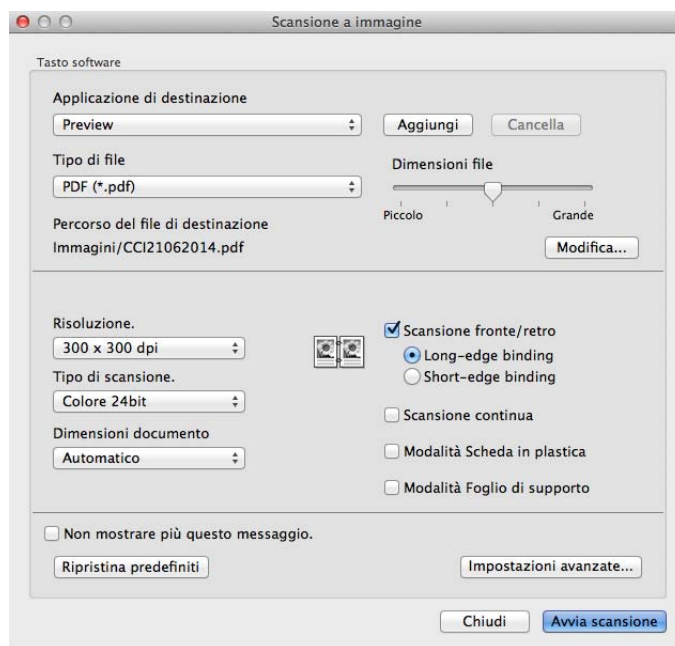 Scansione a immagine
Tasto software
Applicazione di destinazione
Preview
Aggiungi
Cancella
Tipo di file
PDF (*.pdf)
Dimensioni file
Piccolo
Grande
Percorso del file di destinazione
Immagini/CCI21062014.pdf
Modifica...
Risoluzione.
300 x 300 dpi
Tipo di scansione.
Colore 24bit
Dimensioni documento
Automatico
Scansione fronte/retro
Long-edge binding
Short-edge binding
Scansione continua
Modalità Scheda in plastica
Modalità Foglio di supporto
Non mostrare più questo messaggio.
Ripristina predefiniti
Impostazioni avanzate...
Chiudi
Avvia scansione